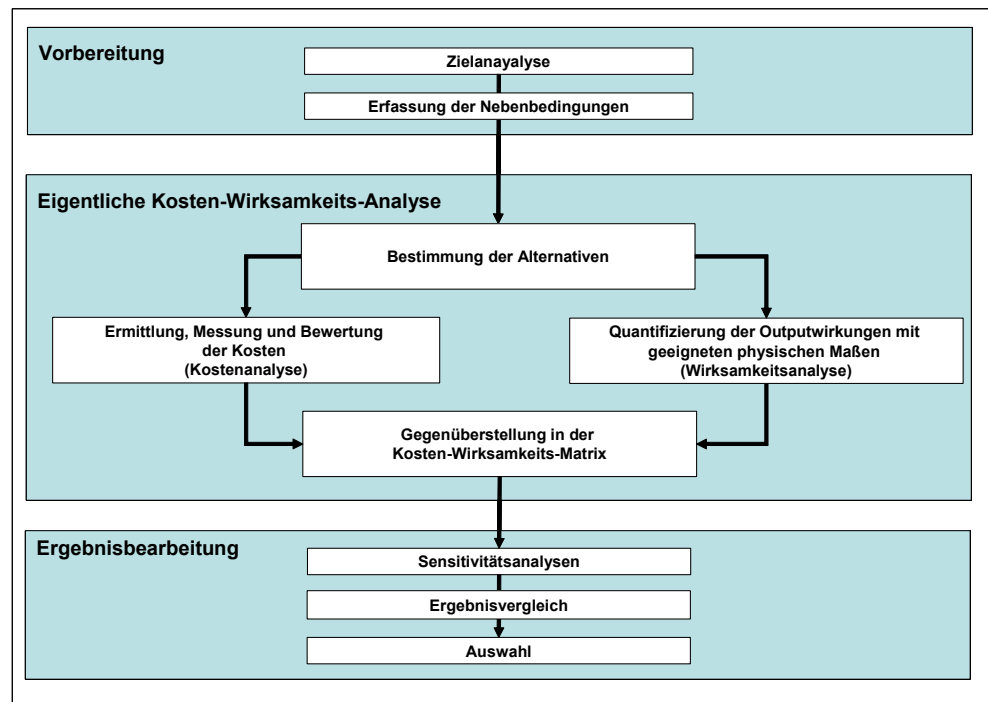 Vorbereitung
Zielanayalyse
Erfassung der Nebenbedingungen
Eigentliche Kosten-Wirksamkeits-Analyse
Bestimmung der Alternativen
Ermittlung, Messung und Bewertung
der Kosten
(Kostenanalyse)
Quantifizierung der Outputwirkungen mit
geeigneten physischen Maßen
(Wirksamkeitsanalyse)
Gegenüberstellung in der
Kosten-Wirksamkeits-Matrix
Ergebnisbearbeitung
Sensitivitätsanalysen
Ergebnisvergleich
Auswahl